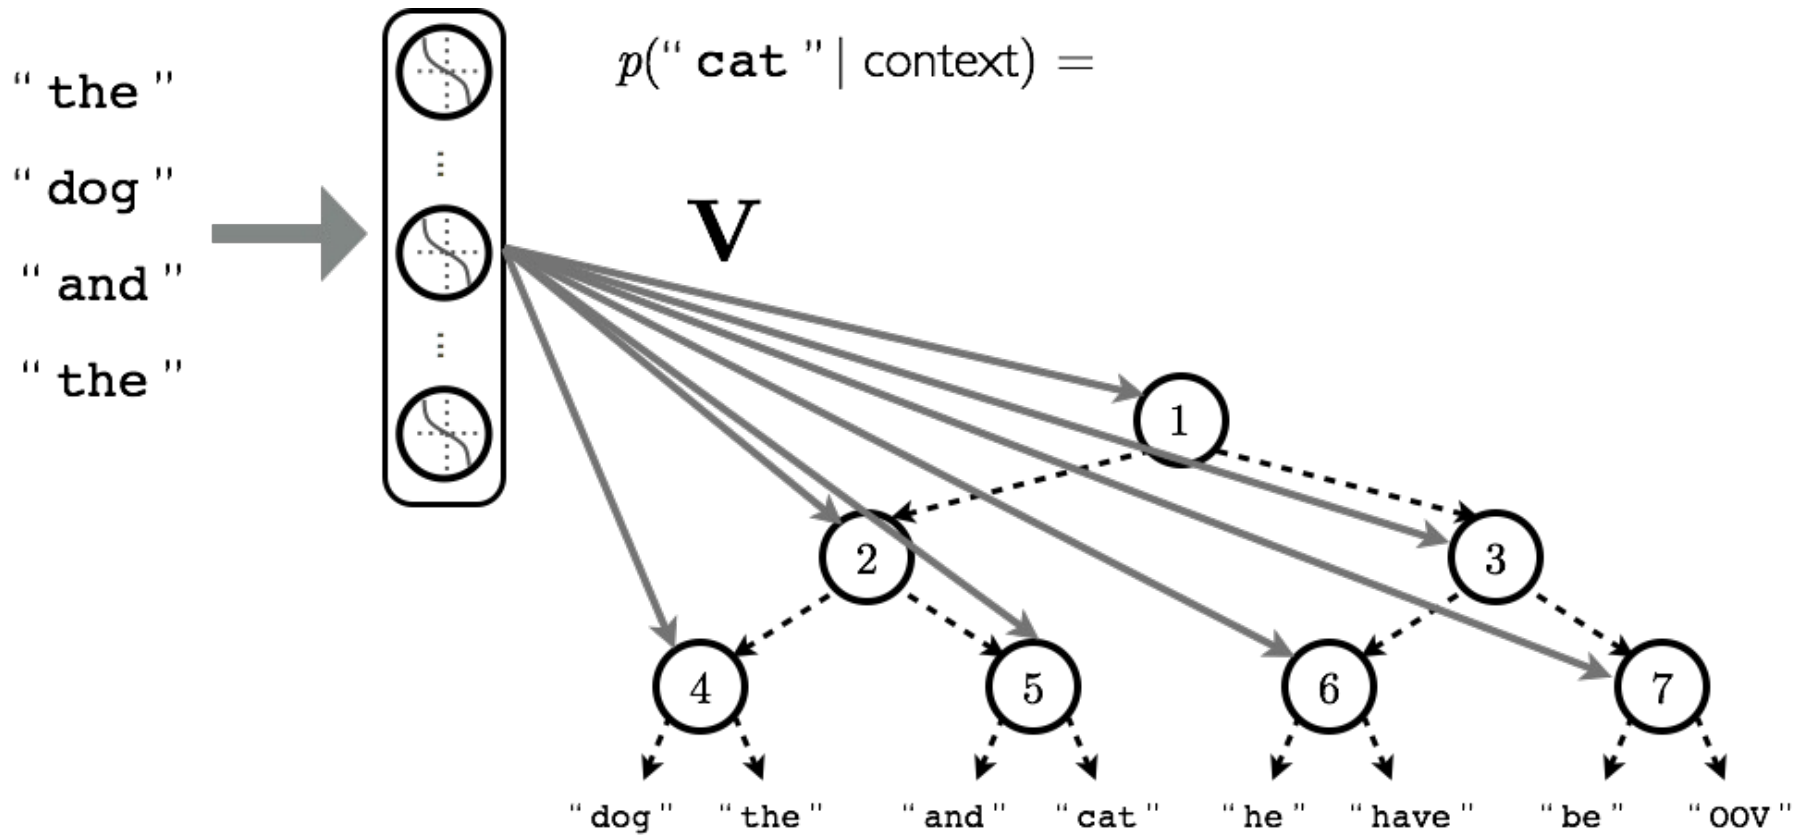 “ the ”
“ dog ”
“ and ”
“ the ”
p(“ cat ” | context) =
V
1
2
3
4
5
6
7
“ dog ” “ the ” “ and ” “ cat ” “ he ” “ have ” “ be ” “ OOV ”